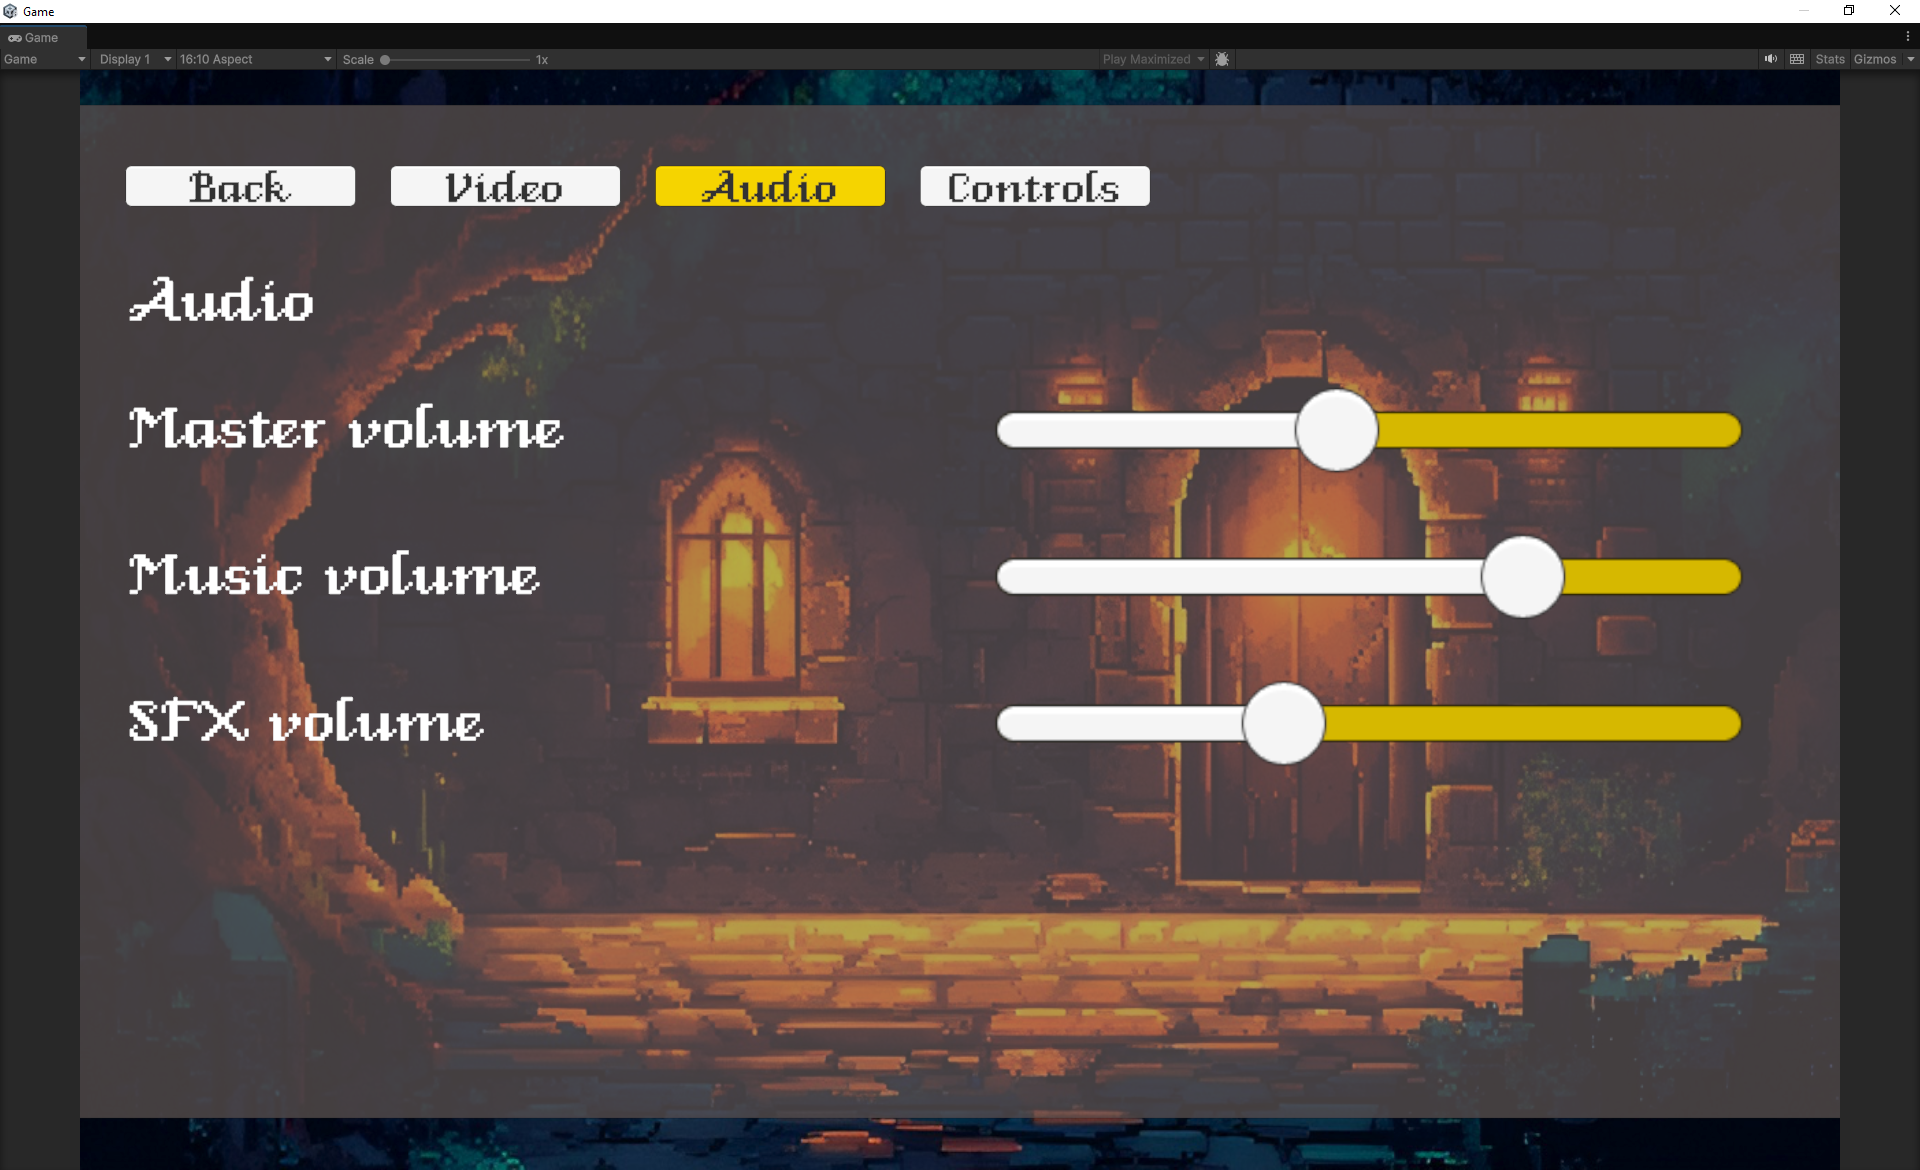 Game
Game
Game Display 1 16:10 Aspect Scale 1x Play Maximized Stats Gizmos
Back Video Audio Controls
Audio
Master volume
Music volume
SFX volume